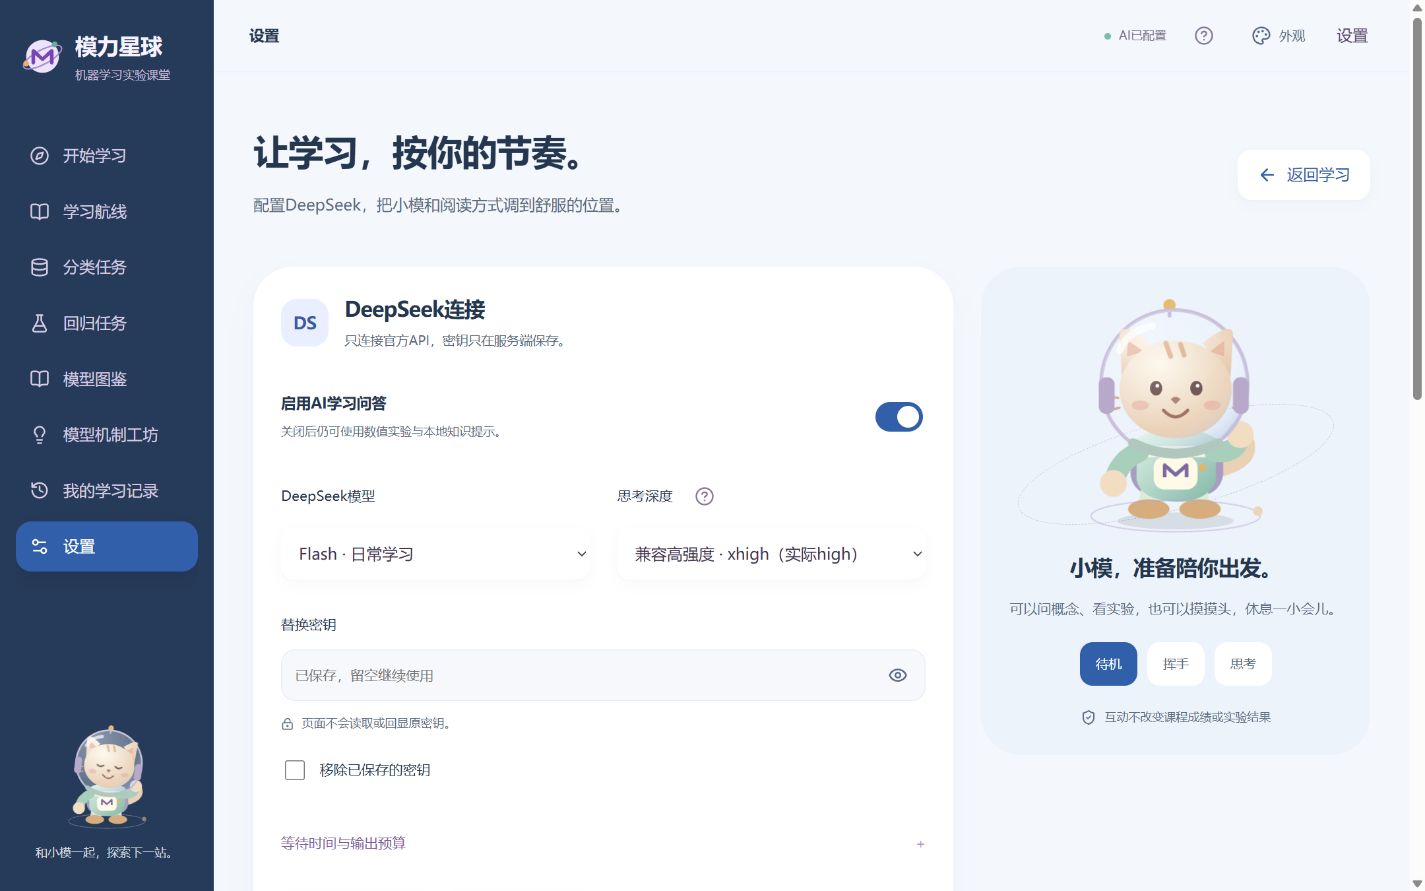 模力星球
机器学习实验课堂
开始学习
学习航线
分类任务
回归任务
模型图鉴
模型机制工坊
我的学习记录
设置
和小模一起，探索下一站。
设置
AI已配置
外观
设置
让学习，按你的节奏。
配置DeepSeek，把小模和阅读方式调到舒服的位置。
返回学习
DS
DeepSeek连接
只连接官方API，密钥只在服务端保存。
启用AI学习问答
关闭后仍可使用数值实验与本地知识提示。
DeepSeek模型
思考深度
?
Flash · 日常学习
兼容高强度 · xhigh（实际high）
替换密钥
已保存，留空继续使用
页面不会读取或回显原密钥。
移除已保存的密钥
等待时间与输出预算
+
M
小模，准备陪你出发。
可以问概念、看实验，也可以摸摸头，休息一小会儿。
待机
挥手
思考
互动不改变课程成绩或实验结果